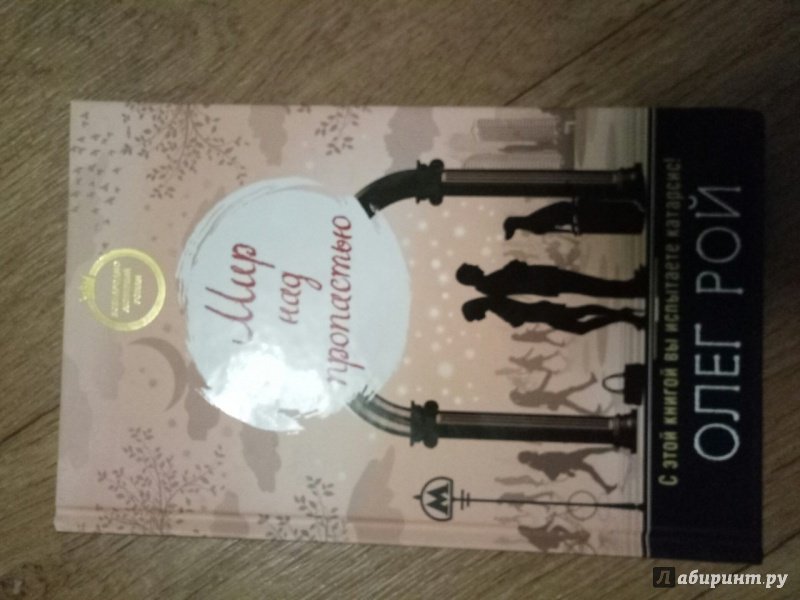 Мир
над
пропастью
М
С этой книгой вы испытаете катарсис!
ОЛЕГ РОЙ
Лабиринт.ру